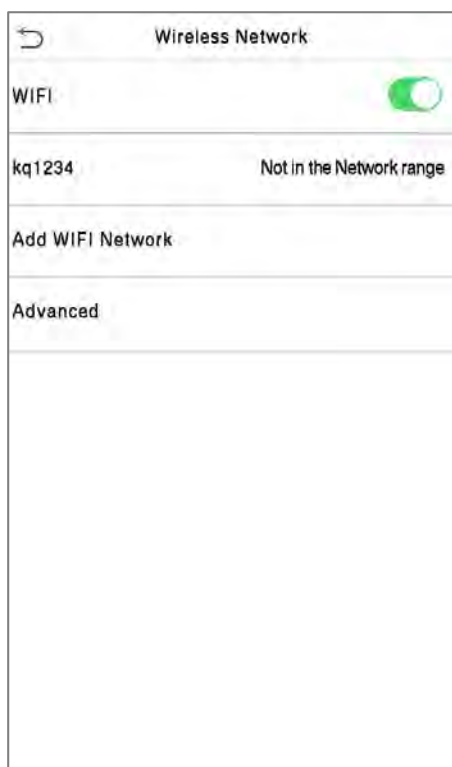 Wireless Network
WIFI
kq1234 Not in the Network range
Add WIFI Network
Advanced